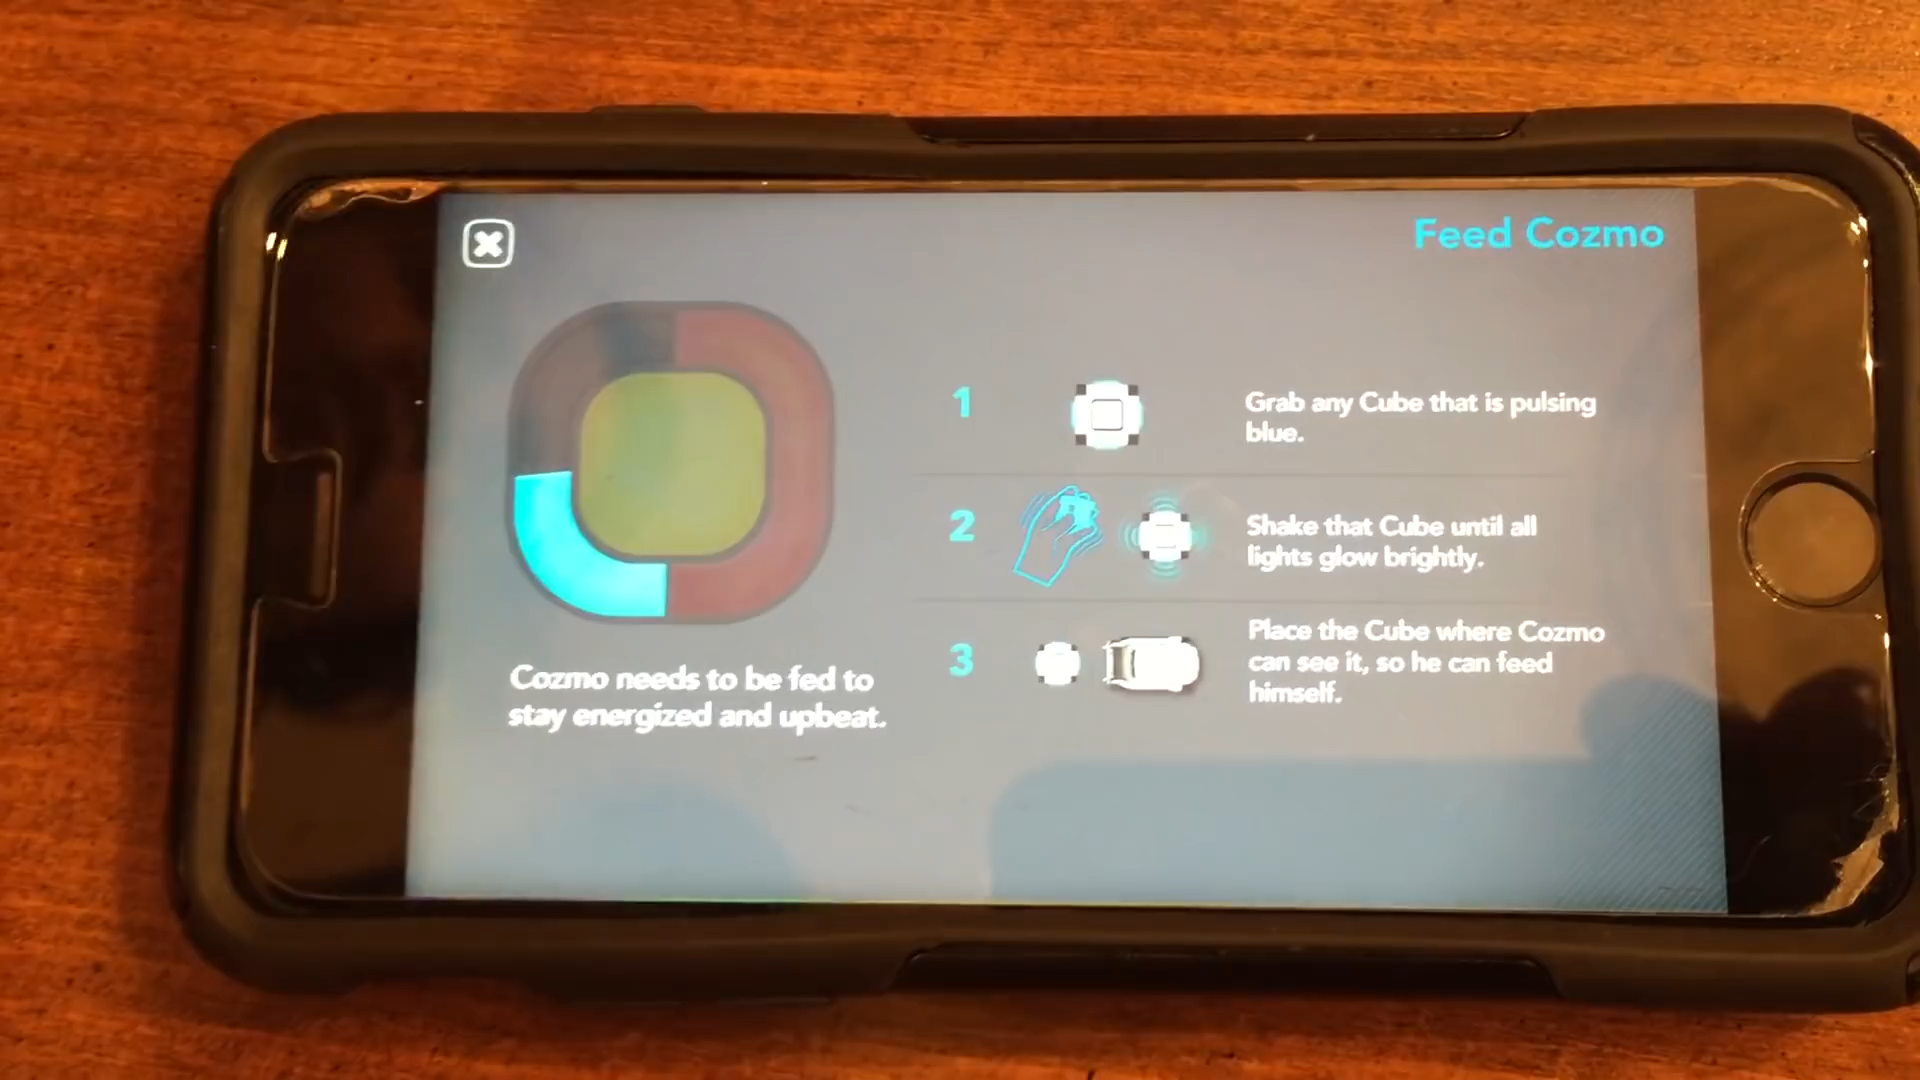 Feed Cozmo
Cozmo needs to be fed to
stay energized and upbeat.
1
Grab any Cube that is pulsing
blue.
2
Shake that Cube until all
lights glow brightly.
3
Place the Cube where Cozmo
can see it, so he can feed
himself.